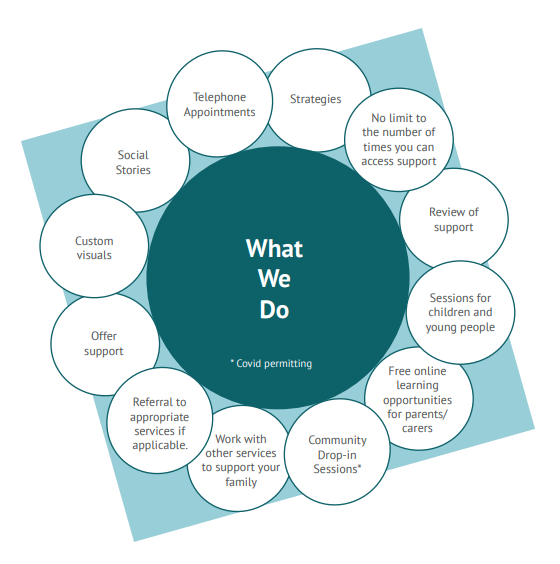 What
We
Do
* Covid permitting
Telephone
Appointments
Strategies
No limit to
the number of
times you can
access support
Review of
support
Sessions for
children and
young people
Free online
learning
opportunities
for parents/
carers
Community
Drop-in
Sessions*
Work with
other services
to support your
family
Referral to
appropriate
services if
applicable.
Offer
support
Custom
visuals
Social
Stories